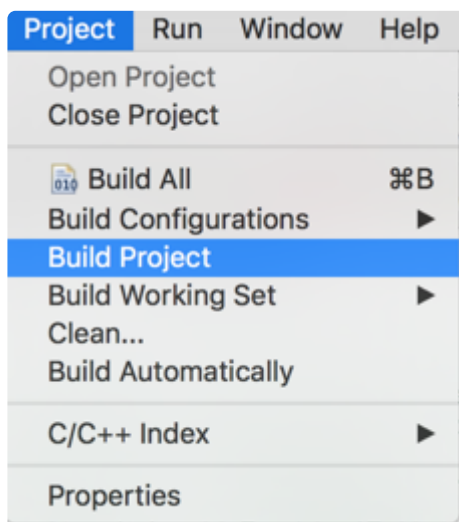 Project Run Window Help
Open Project
Close Project
010 Build All ⌘B
Build Configurations ▶
Build Project
Build Working Set ▶
Clean...
Build Automatically
C/C++ Index ▶
Properties